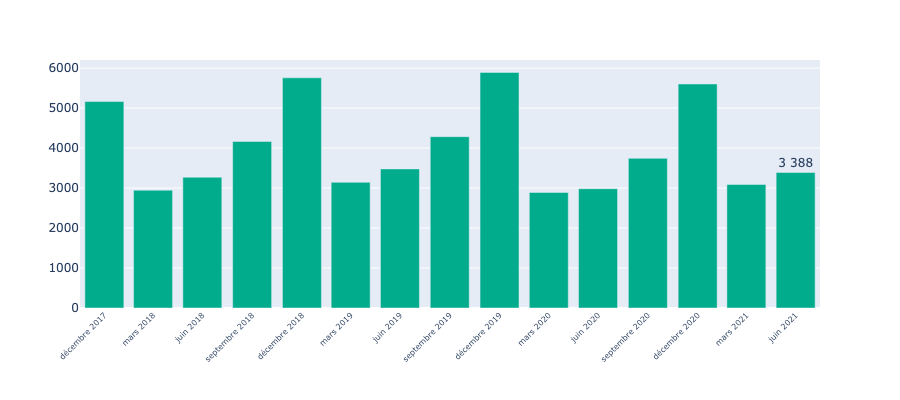 6000
5000
4000
3000
2000
1000
0
3 388
décembre 2017
mars 2018
juin 2018
septembre 2018
décembre 2018
mars 2019
juin 2019
septembre 2019
décembre 2019
mars 2020
juin 2020
septembre 2020
décembre 2020
mars 2021
juin 2021